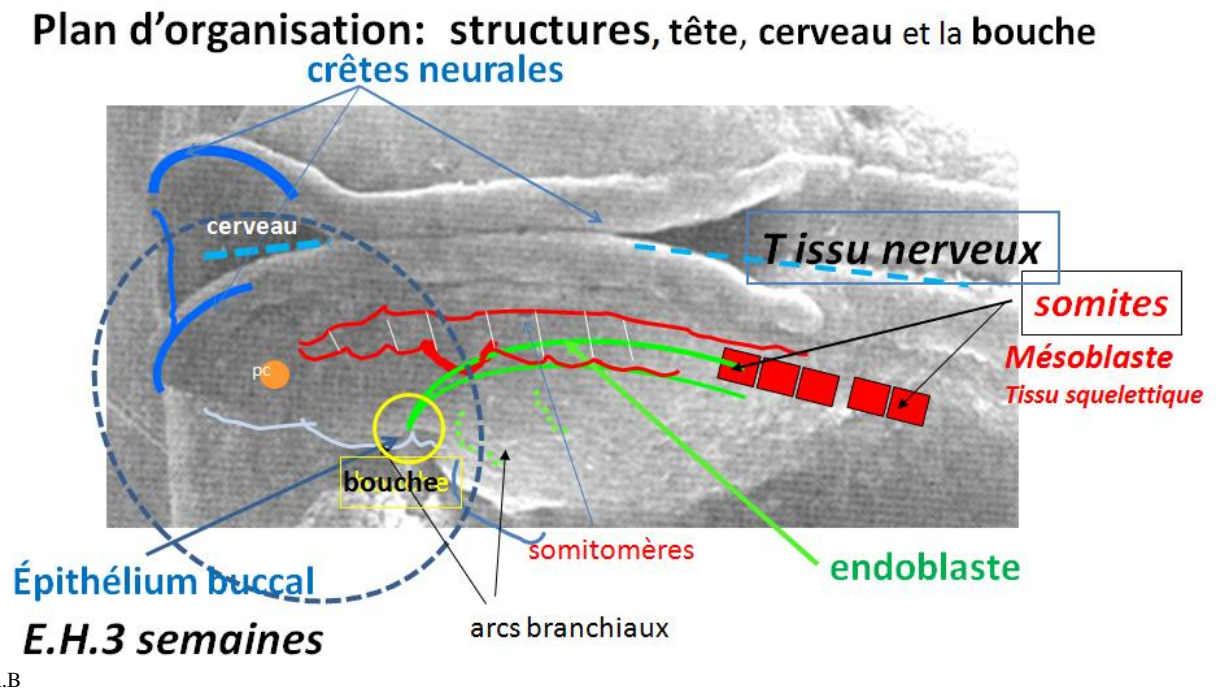 Plan d'organisation: structures, tête, cerveau et la bouche
crêtes neurales
cerveau
T issu nerveux
somites
Mésoblaste
Tissu squelettique
pc
bouche
somitomères
endoblaste
Épithélium buccal
arcs branchiaux
E.H.3 semaines
.B